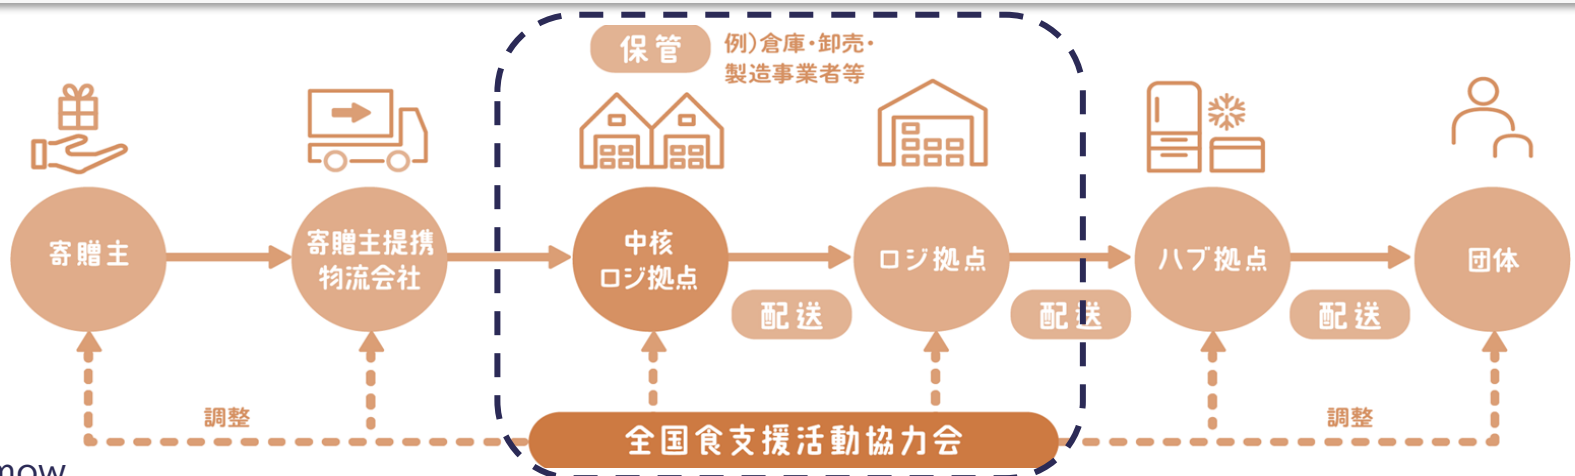 保管
例)倉庫・卸売・
製造事業者等
寄贈主
寄贈主提携
物流会社
中核
ロジ拠点
配送
ロジ拠点
配送
ハブ拠点
配送
団体
調整
全国食支援活動協力会
調整